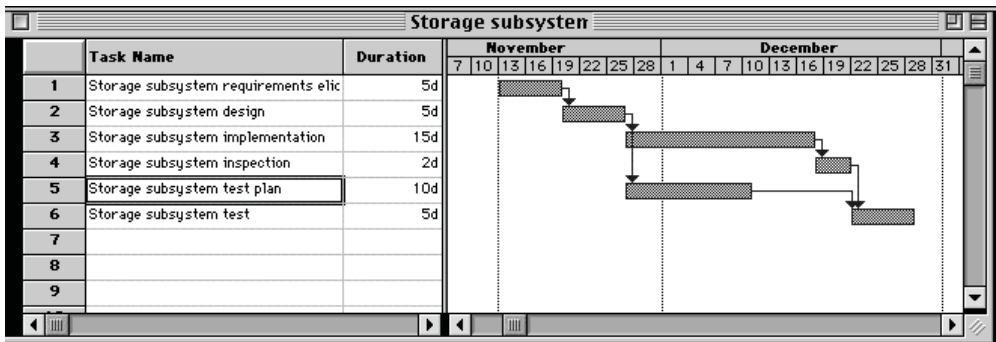 Storage subsysten
Task Name Duration
November December
7 10 13 16 19 22 25 28 1 4 7 10 13 16 19 22 25 28 31
1 Storage subsystem requirements elic 5d
2 Storage subsystem design 5d
3 Storage subsystem implementation 15d
4 Storage subsystem inspection 2d
5 Storage subsystem test plan 10d
6 Storage subsystem test 5d
7
8
9